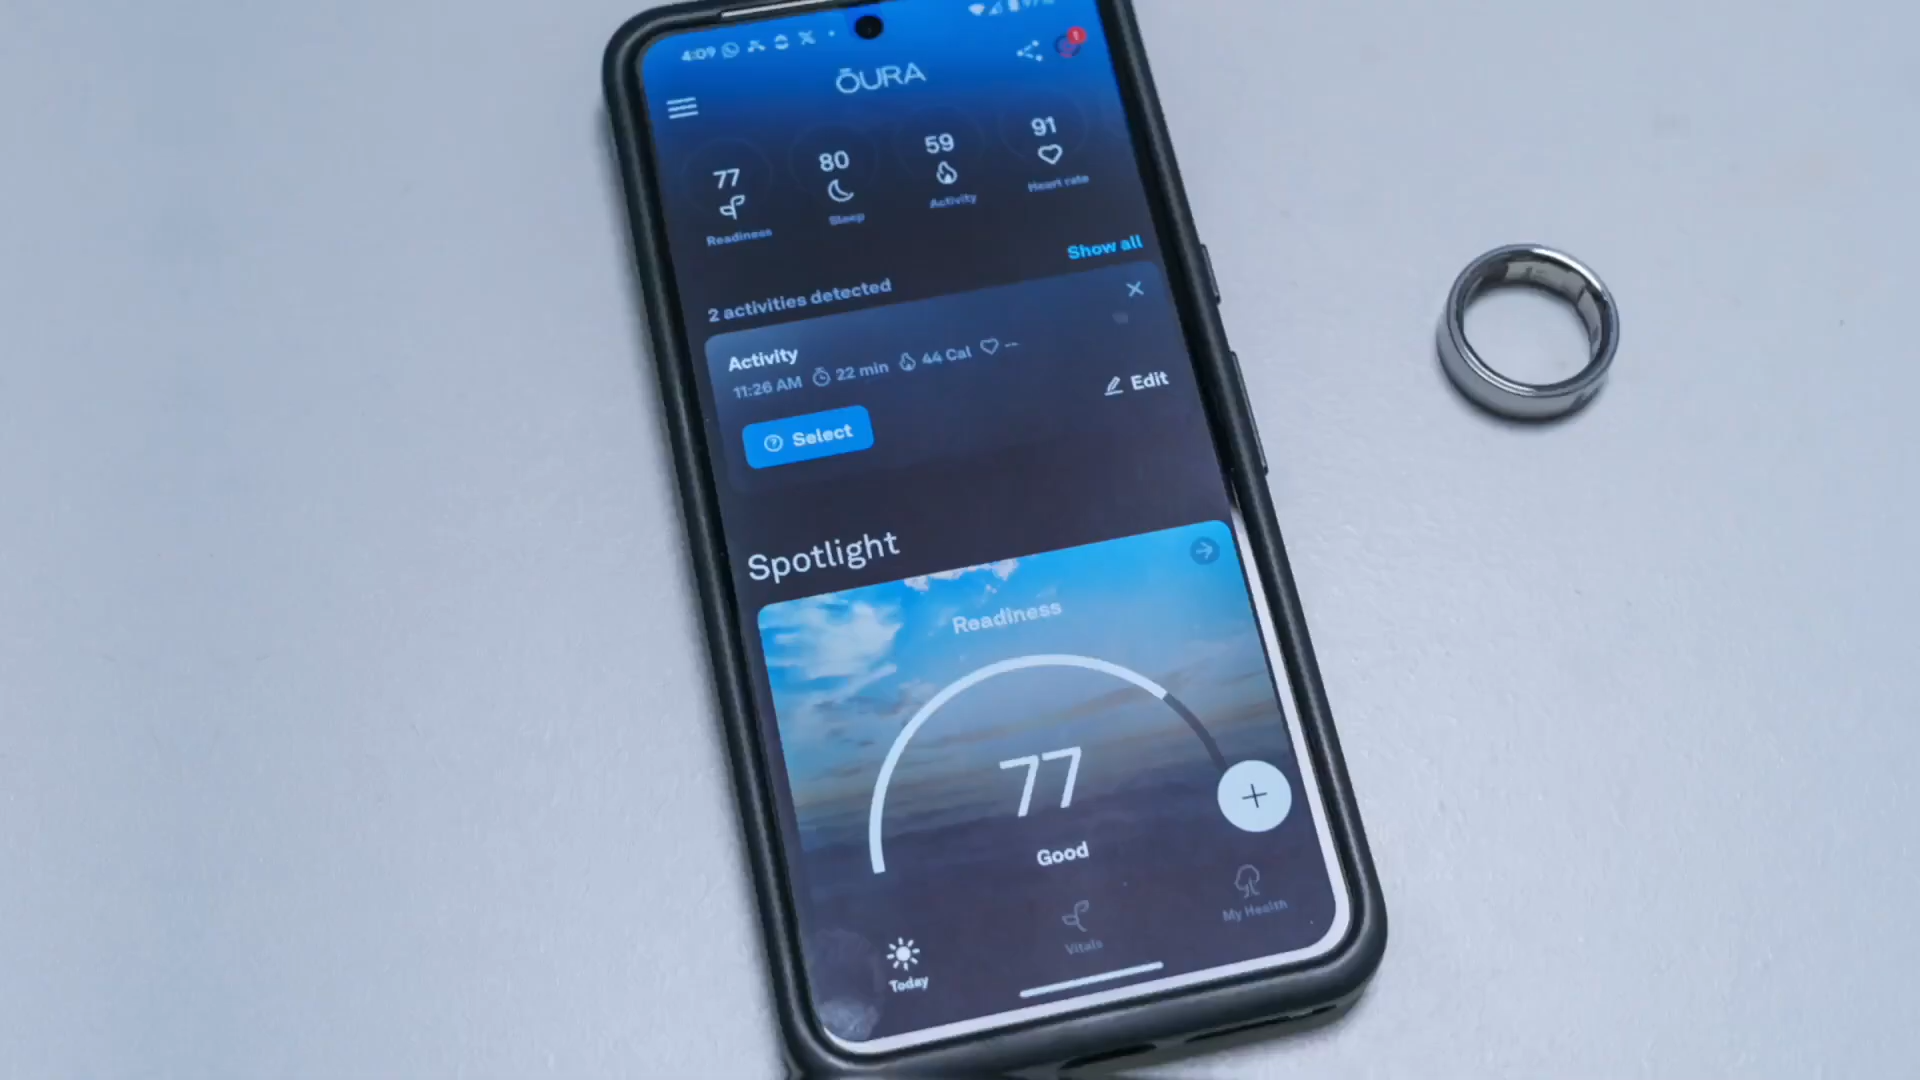 4:09
1
ŌURA
77
80
59
91
Readiness
Sleep
Activity
Heart rate
Show all
2 activities detected
Activity
11:26 AM 22 min 44 Cal --
Edit
Select
Spotlight
Readiness
77
Good
Today
Vitals
My Health